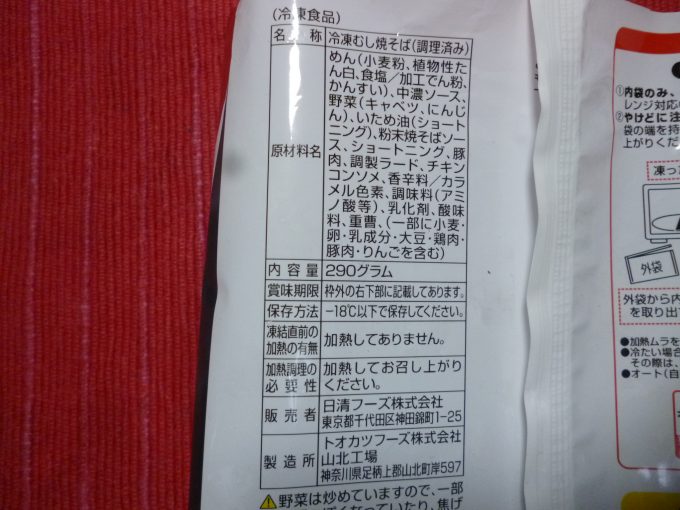 (冷凍食品)
名称 冷凍むし焼そば(調理済み)
原材料名 めん(小麦粉、植物性た
ん白、食塩/加工でん粉、
かんすい)、中濃ソース、
野菜(キャベツ、にんじ
ん)、いため油(ショート
ニング)、粉末焼そばソー
ス、ショートニング、豚
肉、調製ラード、チキン
コンソメ、香辛料/カラ
メル色素、調味料(アミ
ノ酸等)、乳化剤、酸味
料、重曹、(一部に小麦・
卵・乳成分・大豆・鶏肉・
豚肉・りんごを含む)
内容量 290グラム
賞味期限 枠外の右下部に記載してあります。
保存方法 −18℃以下で保存してください。
凍結直前の
加熱の有無 加熱してありません。
加熱調理の
必要性 加熱してお召し上がり
ください。
販売者 日清フーズ株式会社
東京都千代田区神田錦町1-25
製造所 トオカツフーズ株式会社
山北工場
神奈川県足柄上郡山北町岸597
⚠野菜は炒めていますので、一部
なっていたり、焦げ
①内袋のみ、
レンジ対応
②やけどに注
袋の端を持
上がりくだ
凍っ
外袋
外袋から内
を取り出
●加熱ムラを
●冷たい場合
その際は、
●オート(自